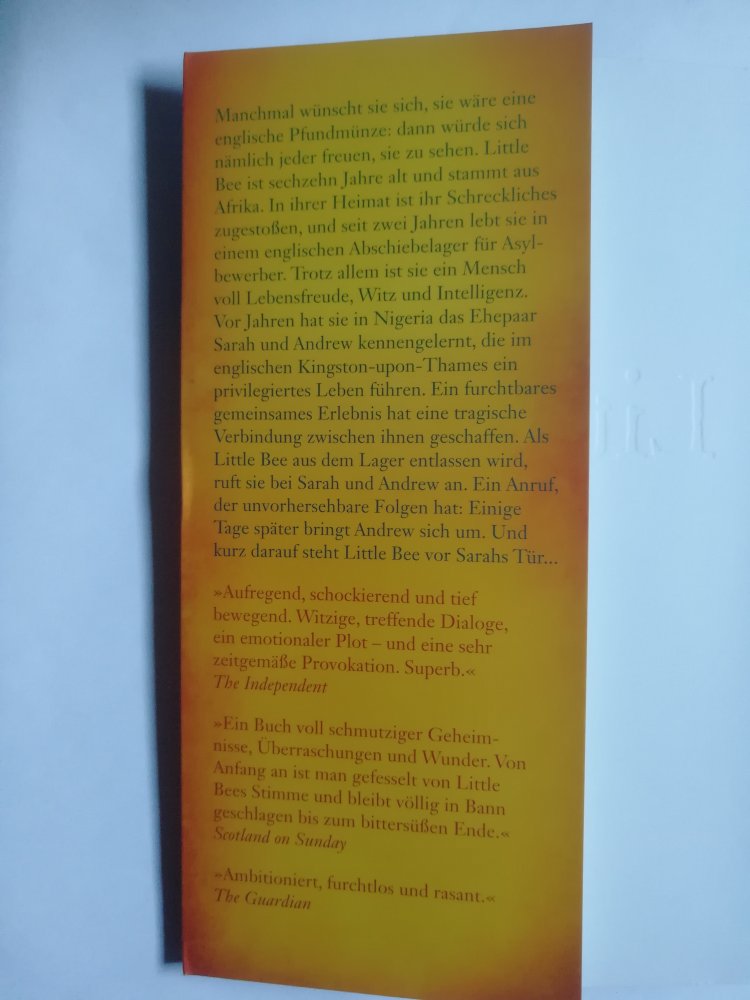 Manchmal wünscht sie sich, sie wäre eine
englische Pfundmünze: dann würde sich
nämlich jeder freuen, sie zu sehen. Little
Bee ist sechzehn Jahre alt und stammt aus
Afrika. In ihrer Heimat ist ihr Schreckliches
zugestoßen, und seit zwei Jahren lebt sie in
einem englischen Abschiebelager für Asyl-
bewerber. Trotz allem ist sie ein Mensch
voll Lebensfreude, Witz und Intelligenz.
Vor Jahren hat sie in Nigeria das Ehepaar
Sarah und Andrew kennengelernt, die im
englischen Kingston-upon-Thames ein
privilegiertes Leben führen. Ein furchtbares
gemeinsames Erlebnis hat eine tragische
Verbindung zwischen ihnen geschaffen. Als
Little Bee aus dem Lager entlassen wird,
ruft sie bei Sarah und Andrew an. Ein Anruf,
der unvorhersehbare Folgen hat: Einige
Tage später bringt Andrew sich um. Und
kurz darauf steht Little Bee vor Sarahs Tür...
»Aufregend, schockierend und tief
bewegend. Witzige, treffende Dialoge,
ein emotionaler Plot – und eine sehr
zeitgemäße Provokation. Superb.«
The Independent
»Ein Buch voll schmutziger Geheim-
nisse, Überraschungen und Wunder. Von
Anfang an ist man gefesselt von Little
Bees Stimme und bleibt völlig in Bann
geschlagen bis zum bittersüßen Ende.«
Scotland on Sunday
»Ambitioniert, furchtlos und rasant.«
The Guardian